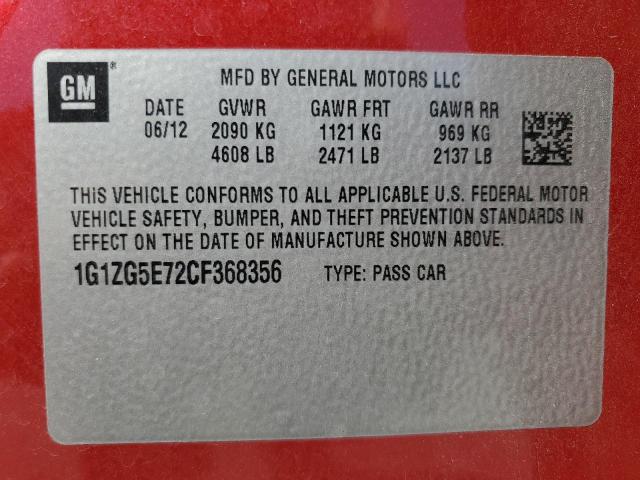 GM®
MFD BY GENERAL MOTORS LLC
DATE GVWR GAWR FRT GAWR RR
06/12 2090 KG 1121 KG 969 KG
4608 LB 2471 LB 2137 LB
THIS VEHICLE CONFORMS TO ALL APPLICABLE U.S. FEDERAL MOTOR
VEHICLE SAFETY, BUMPER, AND THEFT PREVENTION STANDARDS IN
EFFECT ON THE DATE OF MANUFACTURE SHOWN ABOVE.
1G1ZG5E72CF368356 TYPE: PASS CAR